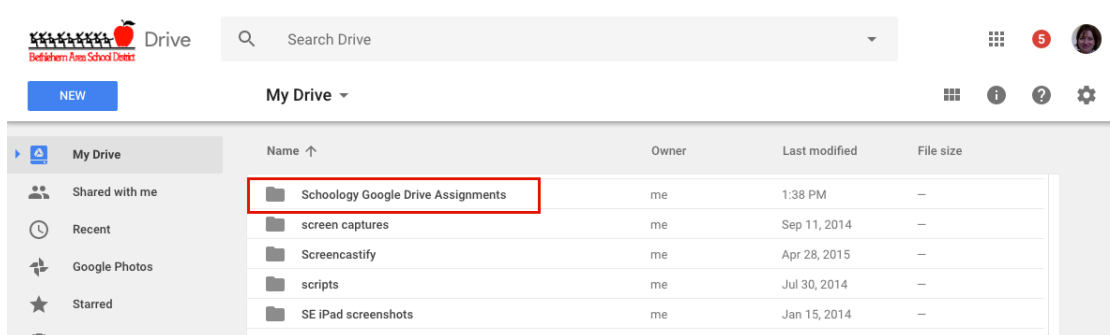 Drive
Search Drive
5
Bethlehem Area School District
NEW
My Drive
My Drive
Shared with me
Recent
Google Photos
Starred
Name Owner Last modified File size
Schoology Google Drive Assignments me 1:38 PM –
screen captures me Sep 11, 2014 –
Screencastify me Apr 28, 2015 –
scripts me Jul 30, 2014 –
SE iPad screenshots me Jan 15, 2014 –